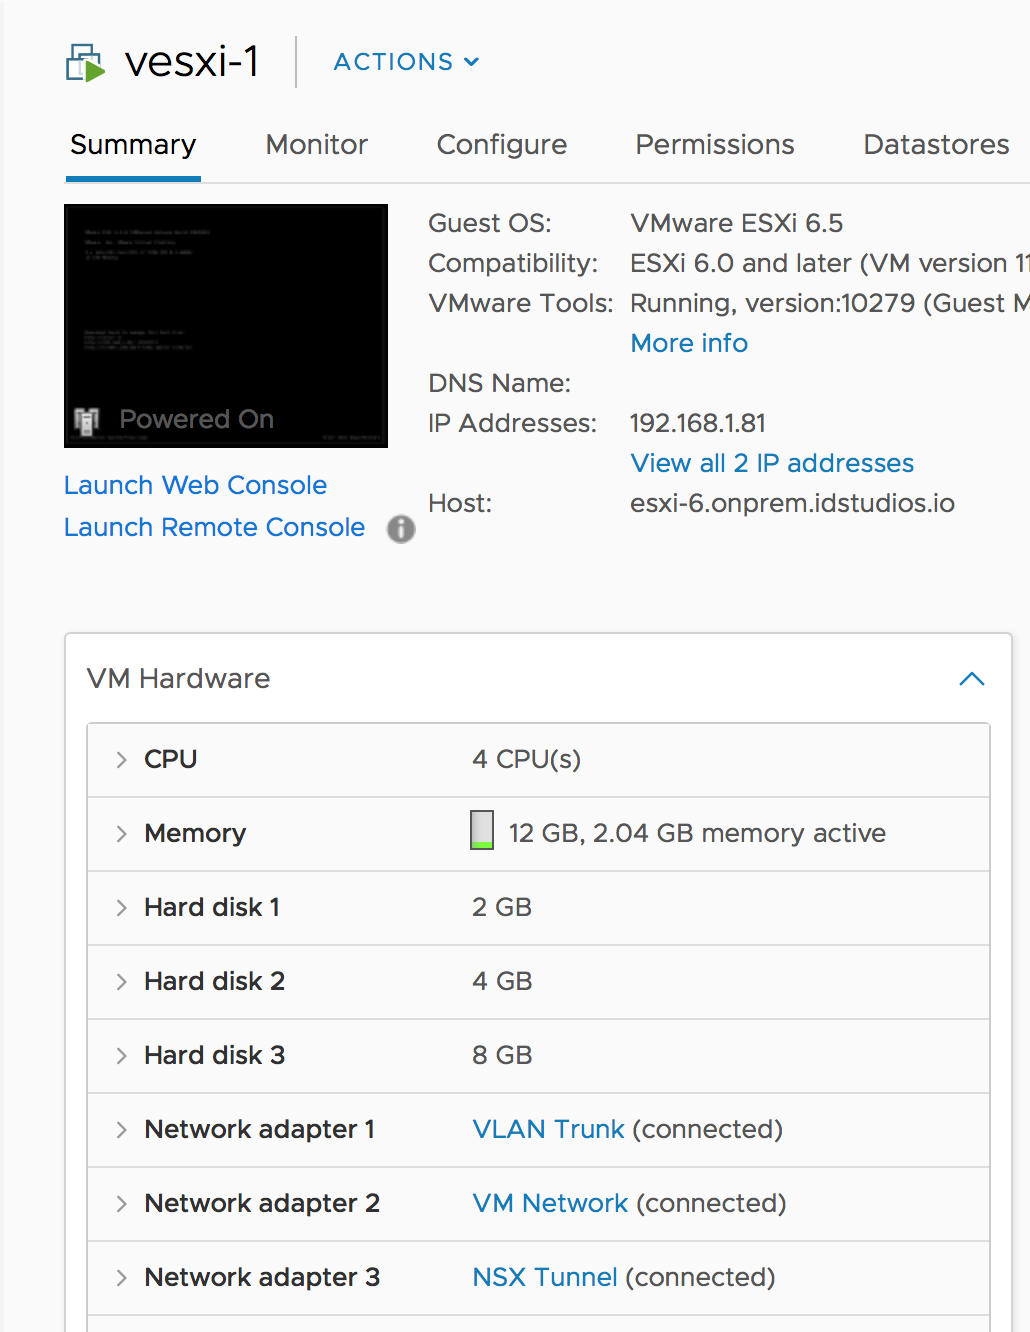 vesxi-1
ACTIONS
Summary Monitor Configure Permissions Datastores
Guest OS: VMware ESXi 6.5
Compatibility: ESXi 6.0 and later (VM version 11
VMware Tools: Running, version:10279 (Guest M
More info
DNS Name:
IP Addresses: 192.168.1.81
View all 2 IP addresses
Host: esxi-6.onprem.idstudios.io
Powered On
Launch Web Console
Launch Remote Console
VM Hardware
CPU 4 CPU(s)
Memory 12 GB, 2.04 GB memory active
Hard disk 1 2 GB
Hard disk 2 4 GB
Hard disk 3 8 GB
Network adapter 1 VLAN Trunk (connected)
Network adapter 2 VM Network (connected)
Network adapter 3 NSX Tunnel (connected)